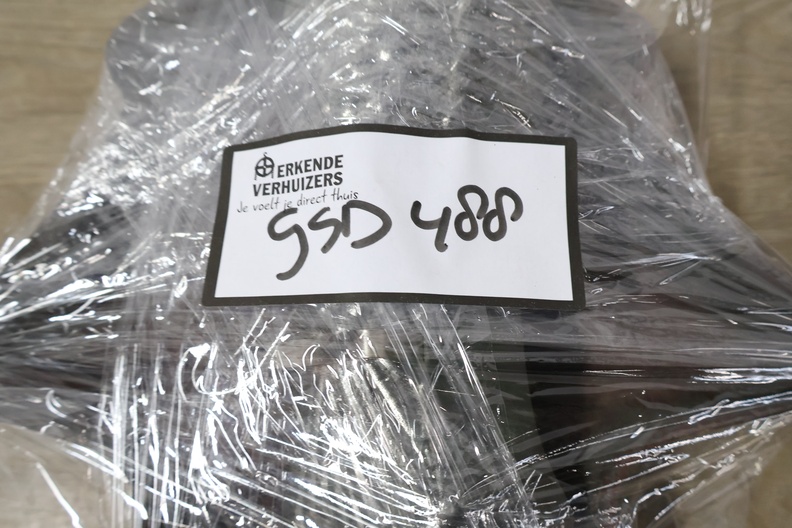 ERKENDE
VERHUIZERS
Je voelt je direct thuis
GSD 488